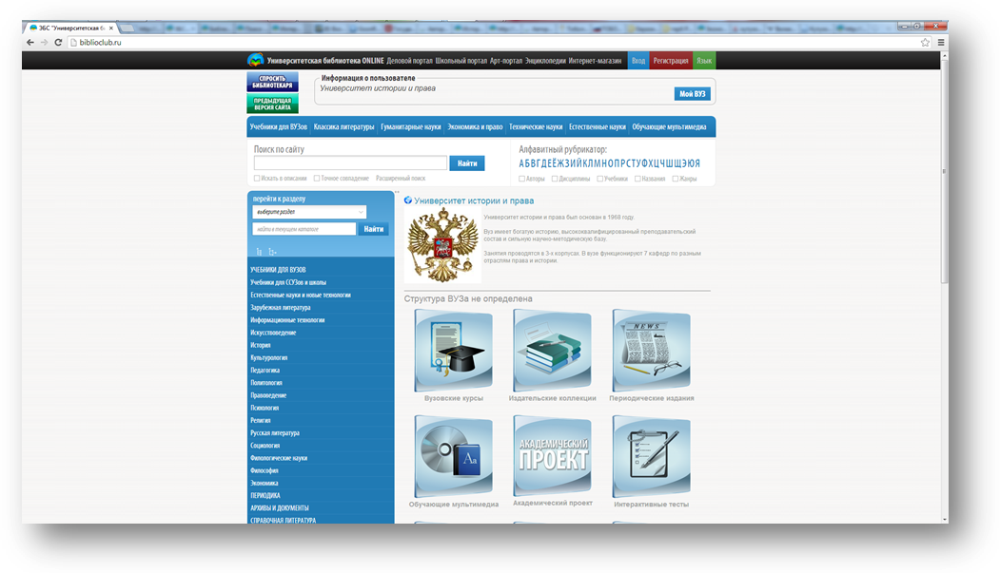 ЭБС "Университетская б
biblioclub.ru
Университетская библиотека ONLINE Деловой портал Школьный портал Арт-портал Энциклопедии Интернет-магазин Вход Регистрация Язык
СПРОСИТЬ БИБЛИОТЕКАРЯ
ПРЕДЫДУЩАЯ ВЕРСИЯ САЙТА
Информация о пользователе
Университет истории и права
Мой ВУЗ
Учебники для ВУЗов Классика литературы Гуманитарные науки Экономика и право Технические науки Естественные науки Обучающие мультимедиа
Поиск по сайту
Найти
Искать в описании Точное совпадение Расширенный поиск
Алфавитный рубрикатор:
АБВГДЕЁЖЗИЙКЛМНОПРСТУФХЦЧШЩЭЮЯ
Авторы Дисциплины Учебники Названия Жанры
перейти к разделу
выберите раздел
найти в текущем каталоге
Найти
УЧЕБНИКИ ДЛЯ ВУЗОВ
Учебники для ССУЗов и школы
Естественные науки и новые технологии
Зарубежная литература
Информационные технологии
Искусствоведение
История
Культурология
Педагогика
Политология
Правоведение
Психология
Религия
Русская литература
Социология
Филологические науки
Философия
Экономика
ПЕРИОДИКА
АРХИВЫ И ДОКУМЕНТЫ
СПРАВОЧНАЯ ЛИТЕРАТУРА
Университет истории и права
Университет истории и права был основан в 1968 году.
Вуз имеет богатую историю, высококвалифицированный преподавательский
состав и сильную научно-методическую базу.
Занятия проводятся в 3-х корпусах. В вузе функционируют 7 кафедр по разным
отраслям права и истории.
Структура ВУЗа не определена
NEWS
Вузовские курсы Издательские коллекции Периодические издания
Aa
АКАДЕМИЧЕСКИЙ
ПРОЕКТ
Обучающие мультимедиа Академический проект Интерактивные тесты